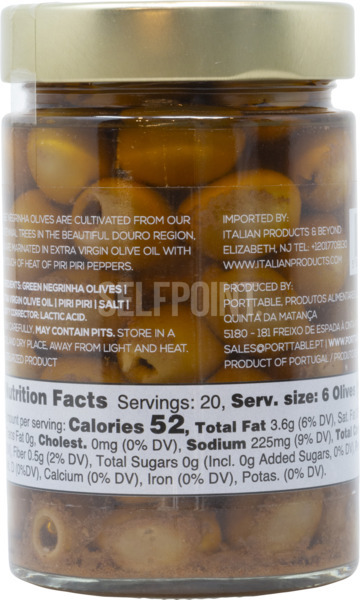 NEGRINHA OLIVES ARE CULTIVATED FROM OUR
TREES IN THE BEAUTIFUL DOURO REGION,
MARINATED IN EXTRA VIRGIN OLIVE OIL WITH
OF HEAT OF PIRI PIRI PEPPERS.
GREEN NEGRINHA OLIVES |
VIRGIN OLIVE OIL | PIRI PIRI | SALT |
CORRECTOR: LACTIC ACID.
MAY CONTAIN PITS. STORE IN A
DRY PLACE, AWAY FROM LIGHT AND HEAT.
PRODUCT
IMPORTED BY:
ITALIAN PRODUCTS & BEYOND
ELIZABETH, NJ TEL.
WWW.ITALIANPRODUCTS.COM
PRODUCED BY:
PORTTABLE, PRODUTOS ALIMENTA
QUINTA DA MATANÇA
5180 - 181 FREIXO DE ESPADA À
SALES@PORTTABLE.PT |
PRODUCT OF PORTUGAL /
SELFPOINT
Nutrition Facts Servings: 20, Serv. size: 6 Olives
Amount per serving: Calories 52, Total Fat 3.6g (6% DV), Sat.
Fat 0g, Cholest. 0mg (0% DV), Sodium 225mg (9% DV), Total
Fiber 0.5g (2% DV), Total Sugars 0g (Incl. 0g Added Sugars, 0%
D (0% DV), Calcium (0% DV), Iron (0% DV), Potas. (0% DV).